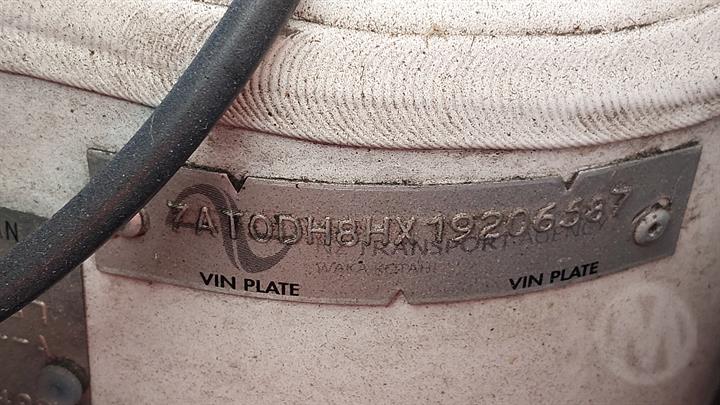 7AT0DH8HX19206587
NZ TRANSPORT AGENCY
WAKA KOTAHI
VIN PLATE VIN PLATE